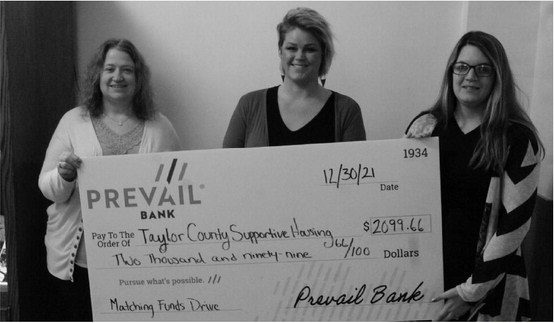 1934
PREVAIL®
BANK
12/30/21
Date
Pay To The
Order Of Taylor County Supportive Housing $ 2099.66
Two Thousand and ninety-nine 66/100 Dollars
Pursue what's possible.
Matching Funds Drive Prevail Bank